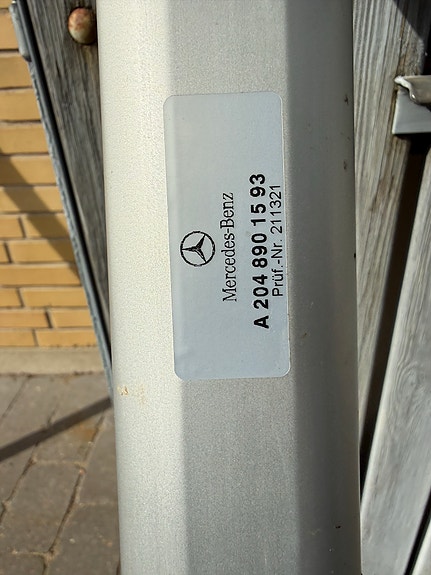 Mercedes-Benz
A 204 890 15 93
Prüf.-Nr. 211321